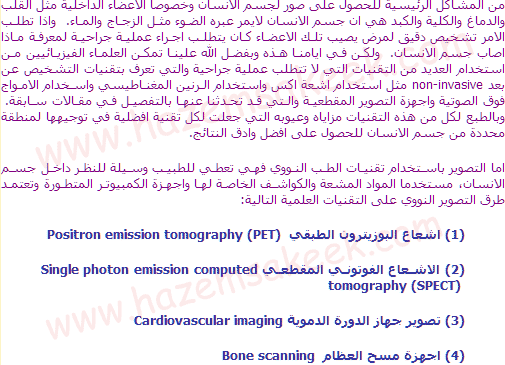 من المشاكل الرئيسية للحصول على صور لجسم الانسان وخصوصا الاعضاء الداخلية مثل القلب
والدماغ والكلية والكبد هي ان جسم الانسان لايمر عبره الضوء مثل الزجاج والماء. واذا تطلب
الامر تشخيص دقيق لمرض يصيب تلك الاعضاء كان يتطلب اجراء عملية جراحية لمعرفة ماذا
اصاب جسم الانسان. ولكن في ايامنا هذه وبفضل الله علينا تمكن العلماء الفيزيائيين من
استخدام العديد من التقنيات التي لا تتطلب عملية جراحية والتي تعرف بتقنيات التشخيص عن
بعد non-invasive مثل استخدام اشعة اكس واستخدام الرنين المغناطيسي واستخدام الامواج
فوق الصوتية واجهزة التصوير المقطعية والتي قد تحدثنا عنها بالتفصيل في مقالات سابقة.
وبالطبع لكل من هذه التقنيات مزاياه وعيوبه التي جعلت لكل تقنية افضلية في توجيهها لمنطقة
محددة من جسم الانسان للحصول على افضل وادق النتائج.
اما التصوير باستخدام تقنيات الطب النووي فهي تعطي للطبيب وسيلة للنظر داخل جسم
الانسان، مستخدما المواد المشعة والكواشف الخاصة لها واجهزة الكمبيوتر المتطورة وتعتمد
طرق التصوير النووي على التقنيات العلمية التالية:
(1) اشعاع البوزيترون الطبقي Positron emission tomography (PET)
(2) الاشعاع الفوتوني المقطعي Single photon emission computed
tomography (SPECT)
(3) تصوير جهاز الدورة الدموية Cardiovascular imaging
(4) اجهزة مسح العظام Bone scanning
www.hazemsakeek.com
www.hazemsakeek.com